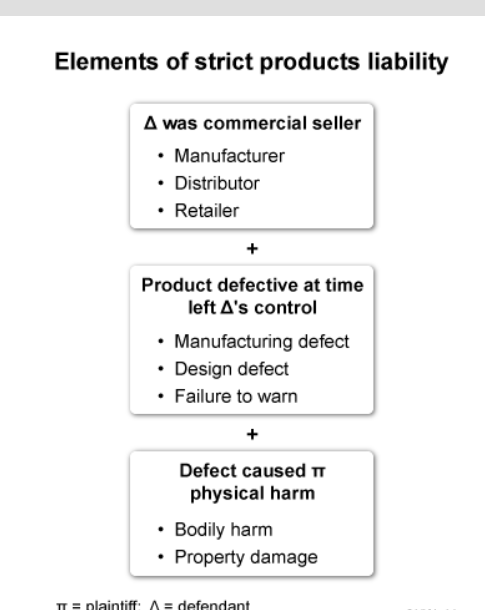 Elements of strict products liability
Δ was commercial seller
• Manufacturer
• Distributor
• Retailer
+
Product defective at time
left Δ's control
• Manufacturing defect
• Design defect
• Failure to warn
+
Defect caused π
physical harm
• Bodily harm
• Property damage
π = plaintiff; Δ = defendant